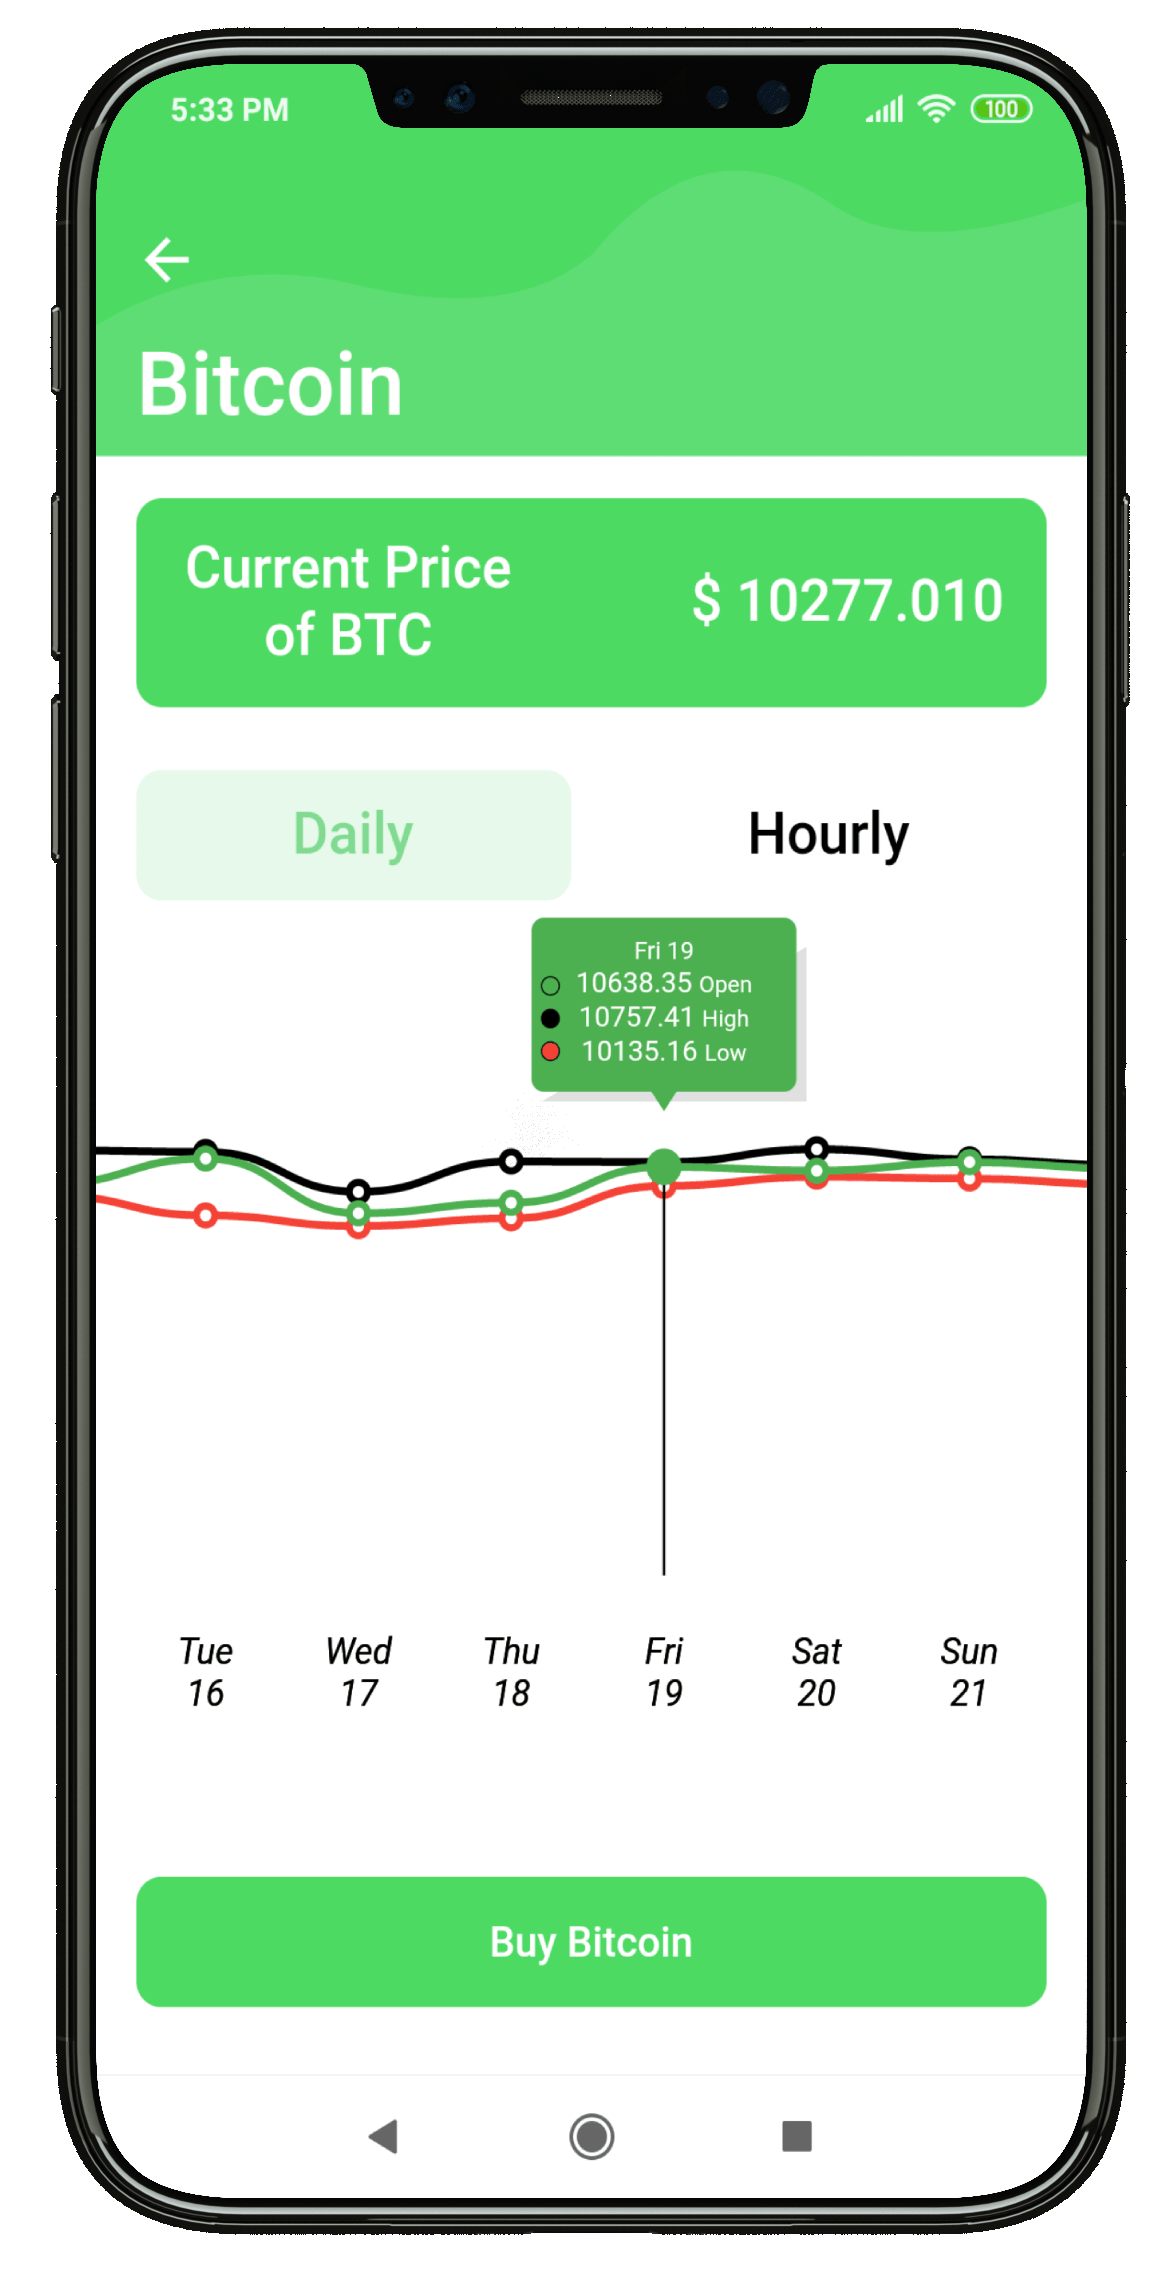 5:33 PM
100
Bitcoin
Current Price
of BTC
$ 10277.010
Daily
Hourly
Fri 19
10638.35 Open
10757.41 High
10135.16 Low
Tue
16
Wed
17
Thu
18
Fri
19
Sat
20
Sun
21
Buy Bitcoin